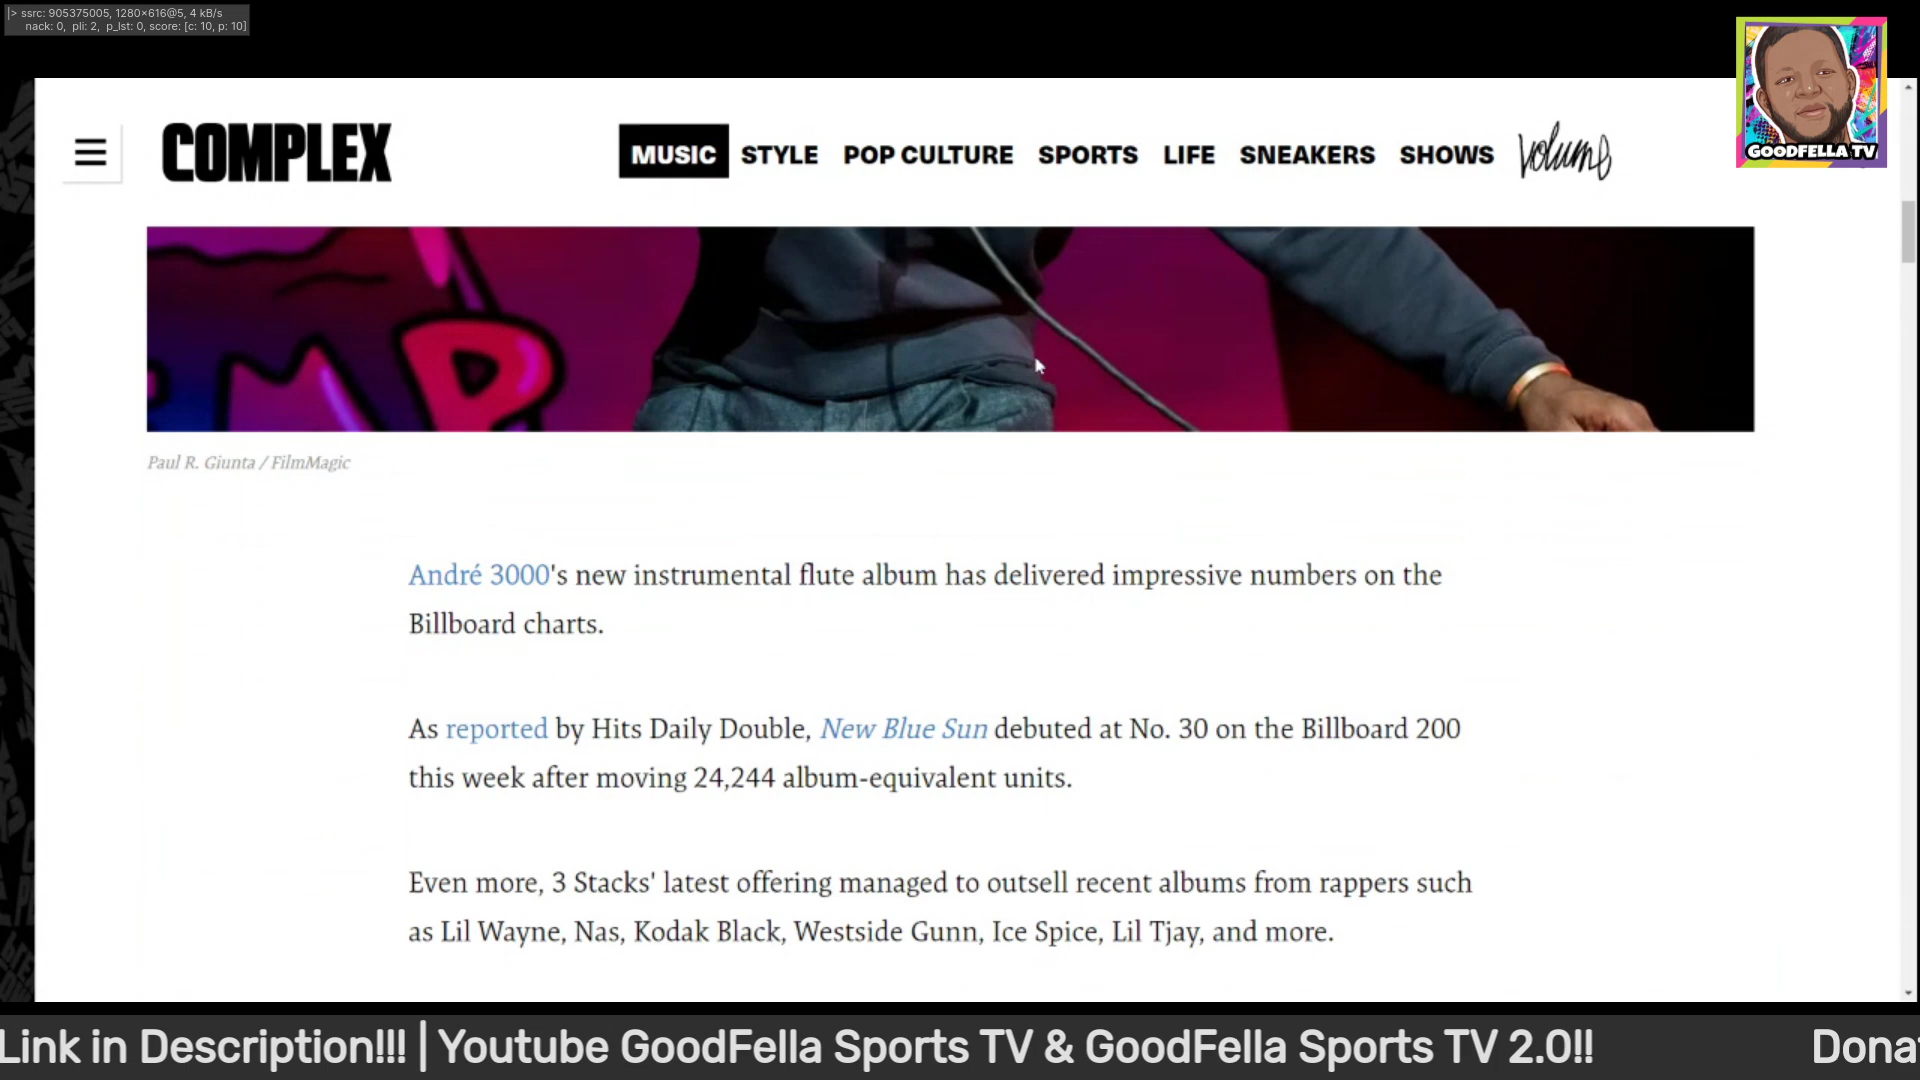 |> ssrc: 905375005, 1280×616@5, 4 kB/s
nack: 0, pli: 2, p_lst: 0, score: [c: 10, p: 10]
GOODFELLA TV
COMPLEX
MUSIC STYLE POP CULTURE SPORTS LIFE SNEAKERS SHOWS Volume
MP
Paul R. Giunta / FilmMagic
André 3000's new instrumental flute album has delivered impressive numbers on the
Billboard charts.
As reported by Hits Daily Double, New Blue Sun debuted at No. 30 on the Billboard 200
this week after moving 24,244 album-equivalent units.
Even more, 3 Stacks' latest offering managed to outsell recent albums from rappers such
as Lil Wayne, Nas, Kodak Black, Westside Gunn, Ice Spice, Lil Tjay, and more.
Link in Description!!! | Youtube GoodFella Sports TV & GoodFella Sports TV 2.0!! Dona